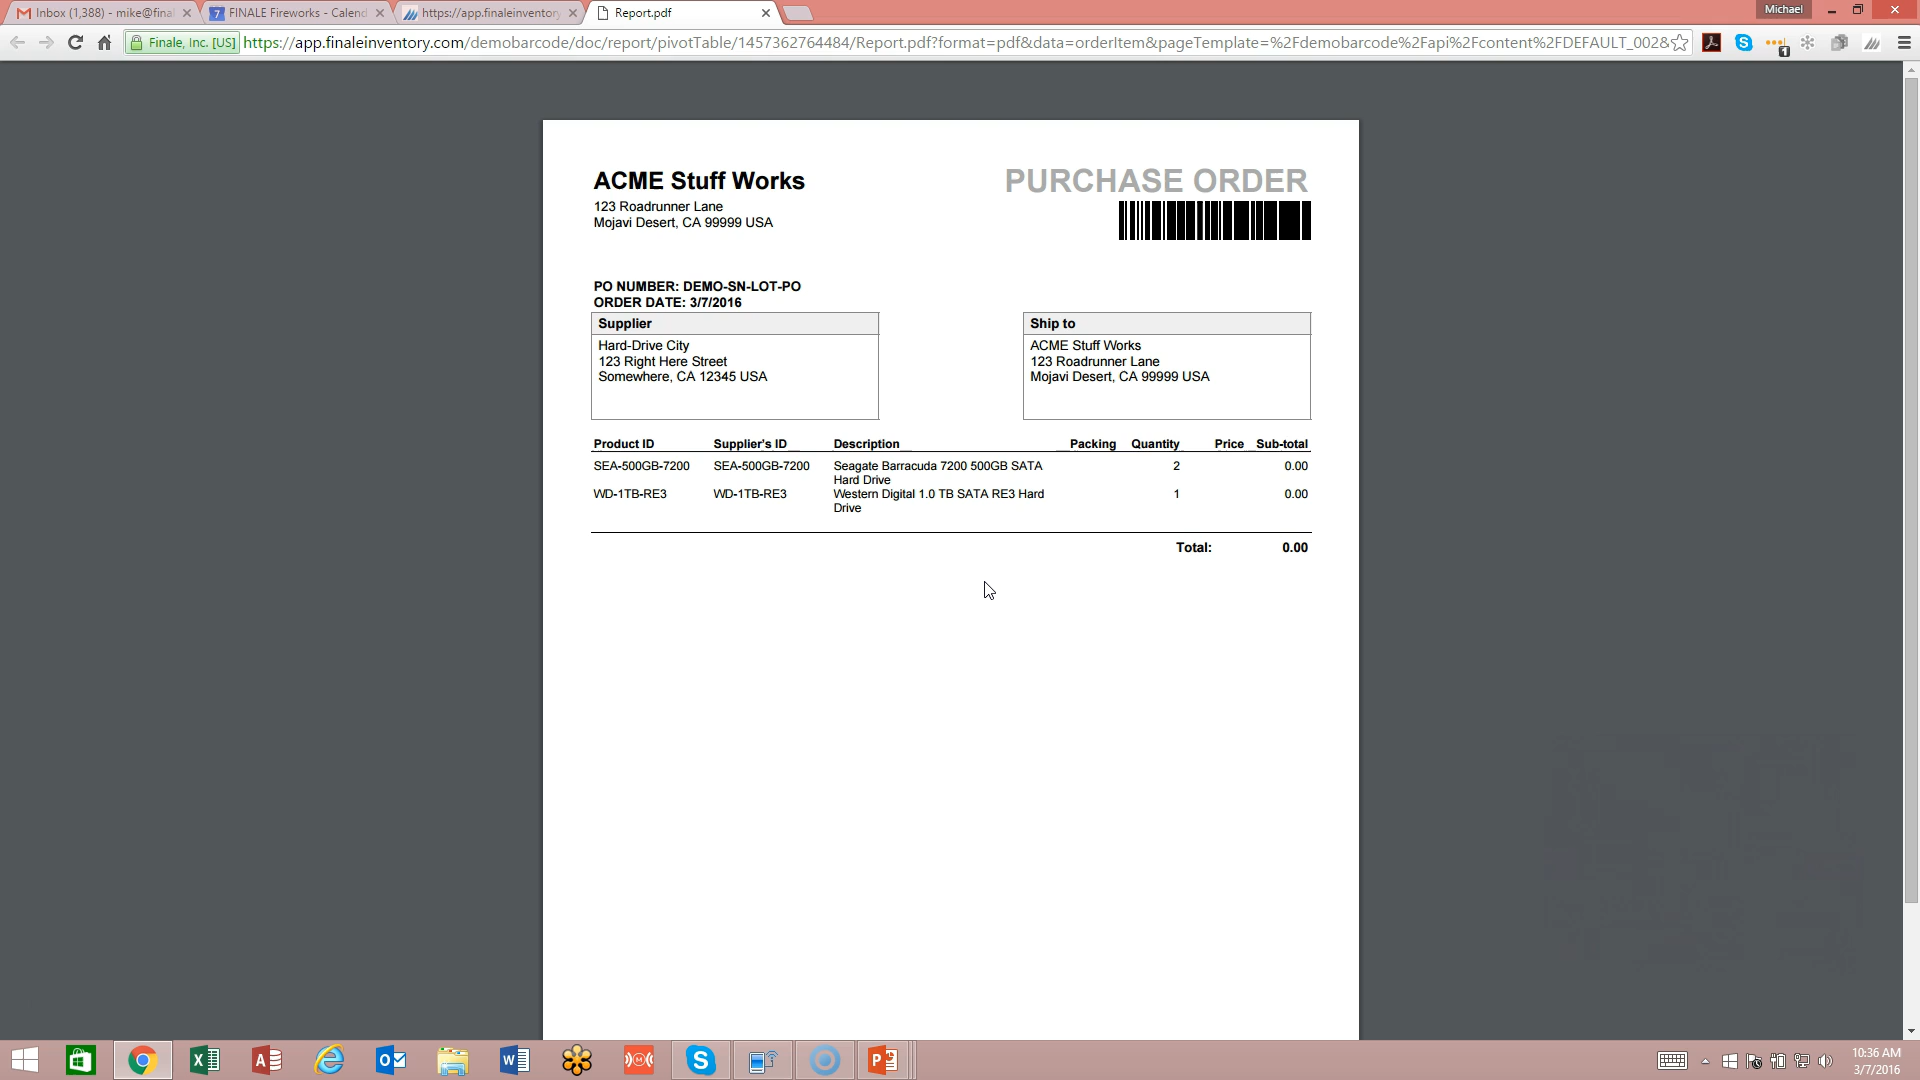 Inbox (1,388) - mike@final
FINALE Fireworks - Calend
https://app.finaleinventory
Report.pdf
Michael
Finale, Inc. [US]
https://app.finaleinventory.com/demobarcode/doc/report/pivotTable/1457362764484/Report.pdf?format=pdf&data=orderItem&pageTemplate=%2Fdemobarcode%2Fapi%2Fcontent%2FDEFAULT_002&
ACME Stuff Works
PURCHASE ORDER
123 Roadrunner Lane
Mojavi Desert, CA 99999 USA
PO NUMBER: DEMO-SN-LOT-PO
ORDER DATE: 3/7/2016
Supplier
Hard-Drive City
123 Right Here Street
Somewhere, CA 12345 USA
Ship to
ACME Stuff Works
123 Roadrunner Lane
Mojavi Desert, CA 99999 USA
Product ID Supplier's ID Description Packing Quantity Price Sub-total
SEA-500GB-7200 SEA-500GB-7200 Seagate Barracuda 7200 500GB SATA 2 0.00
Hard Drive
WD-1TB-RE3 WD-1TB-RE3 Western Digital 1.0 TB SATA RE3 Hard 1 0.00
Drive
Total: 0.00
10:36 AM
3/7/2016